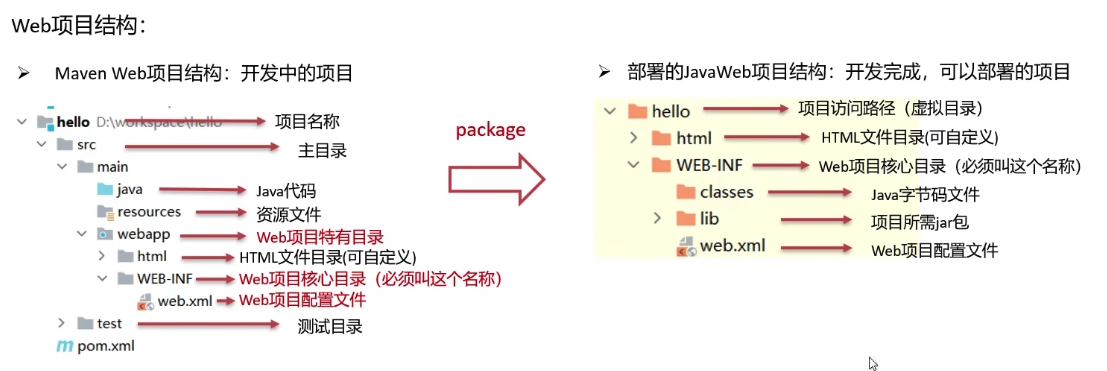 Web项目结构：
➢ Maven Web项目结构：开发中的项目
hello D:\workspace\hello 项目名称
src 主目录
main
java Java代码
resources 资源文件
webapp Web项目特有目录
html HTML文件目录(可自定义)
WEB-INF Web项目核心目录（必须叫这个名称）
web.xml Web项目配置文件
test 测试目录
pom.xml
package
➢ 部署的JavaWeb项目结构：开发完成，可以部署的项目
hello 项目访问路径（虚拟目录）
html HTML文件目录(可自定义)
WEB-INF Web项目核心目录（必须叫这个名称）
classes Java字节码文件
lib 项目所需jar包
web.xml Web项目配置文件